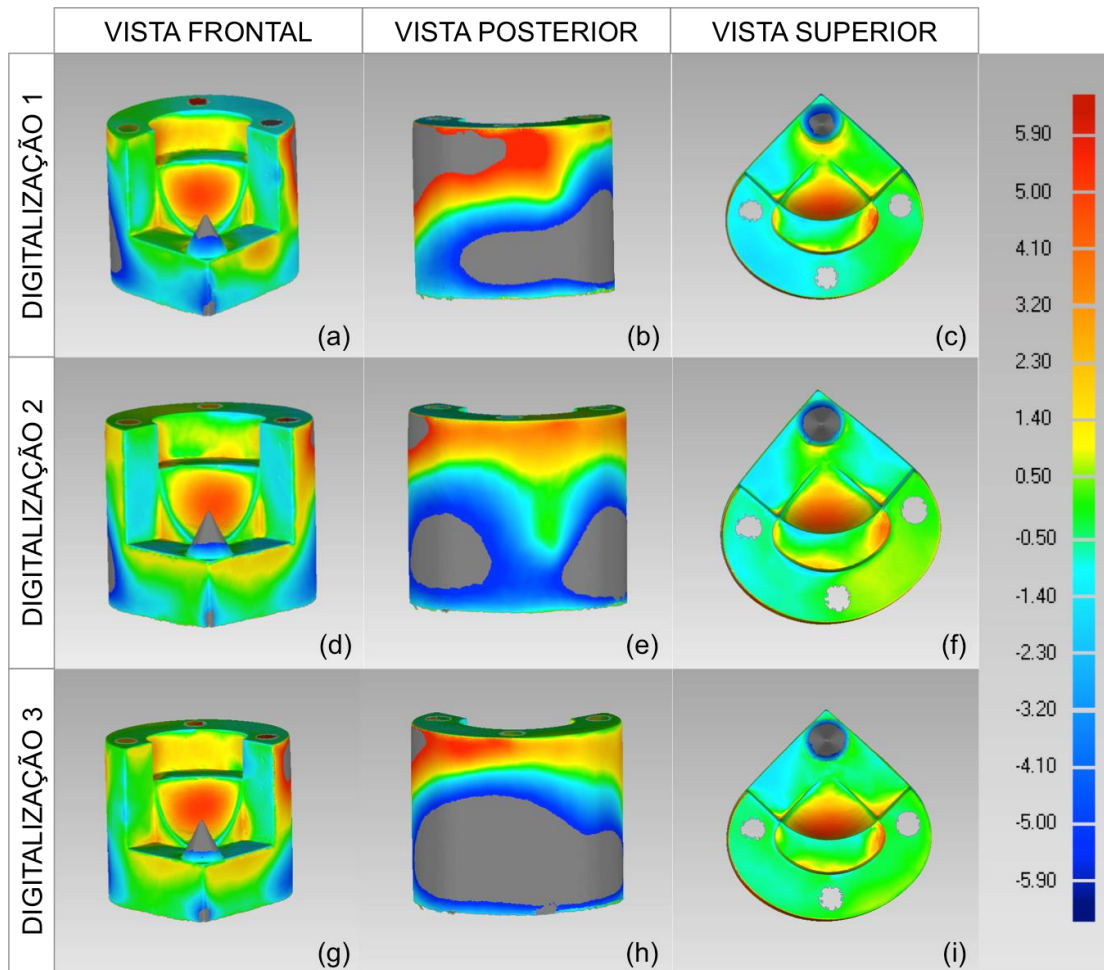 VISTA FRONTAL
VISTA POSTERIOR
VISTA SUPERIOR
DIGITALIZAÇÃO 1
(a)
(b)
(c)
DIGITALIZAÇÃO 2
(d)
(e)
(f)
DIGITALIZAÇÃO 3
(g)
(h)
(i)
5.90
5.00
4.10
3.20
2.30
1.40
0.50
-0.50
-1.40
-2.30
-3.20
-4.10
-5.00
-5.90